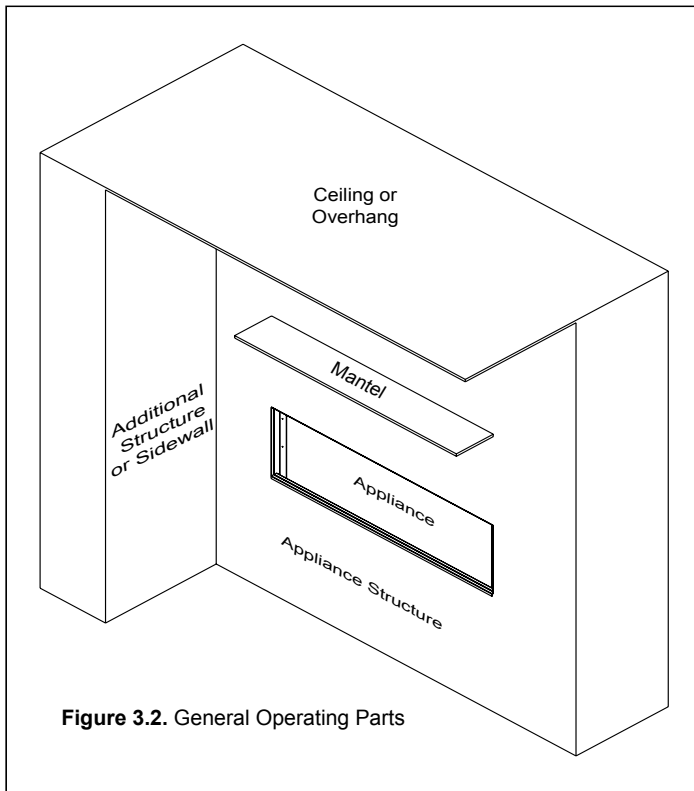 Ceiling or
Overhang
Mantel
Additional
Structure
or Sidewall
Appliance
Appliance Structure
Figure 3.2. General Operating Parts